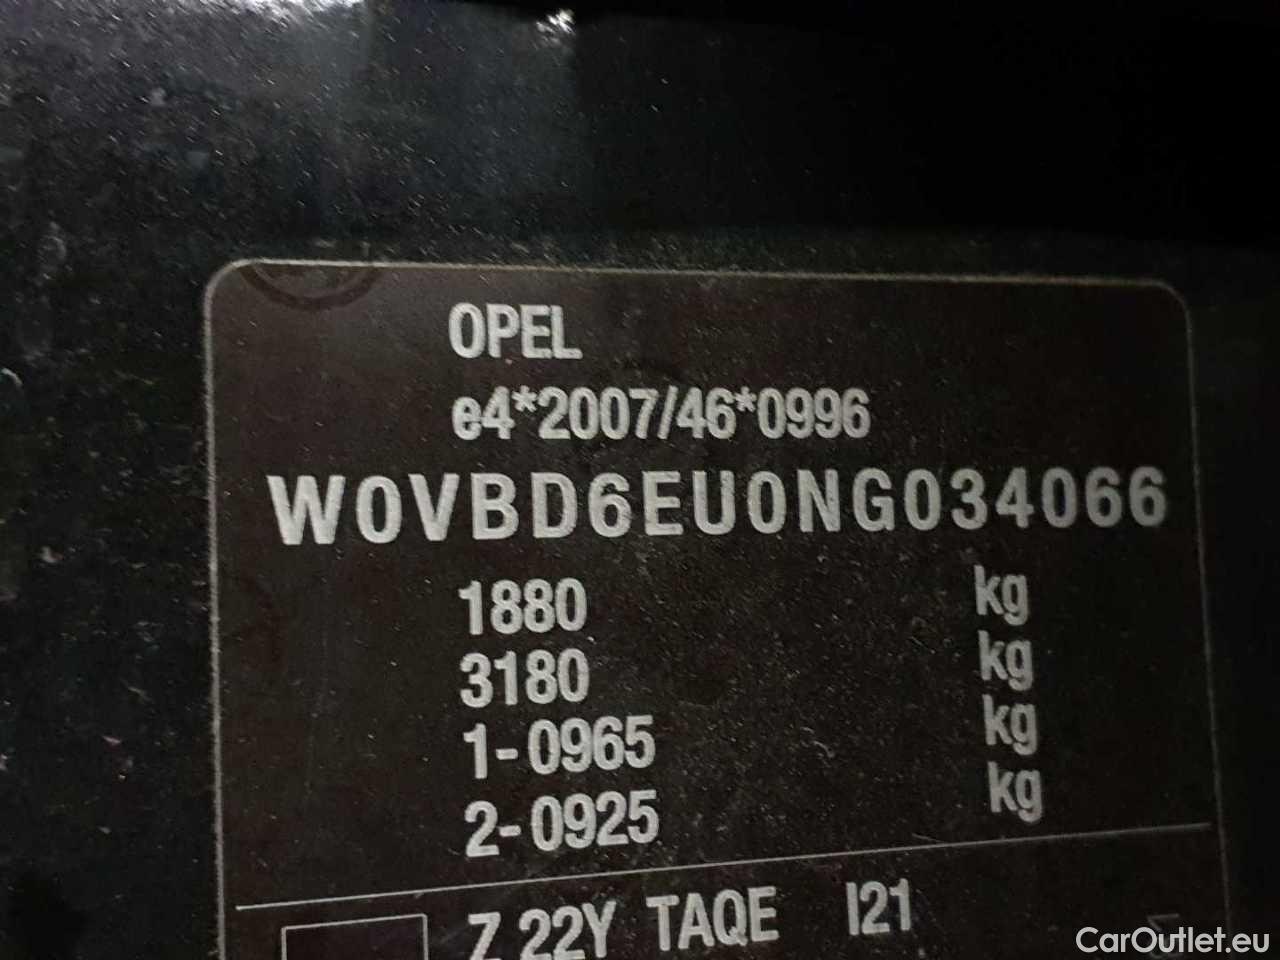 OPEL
e4*2007/46*0996
W0VBD6EU0NG034066
1880 kg
3180 kg
1-0965 kg
2-0925 kg
Z 22Y TAQE I21
CarOutlet.eu